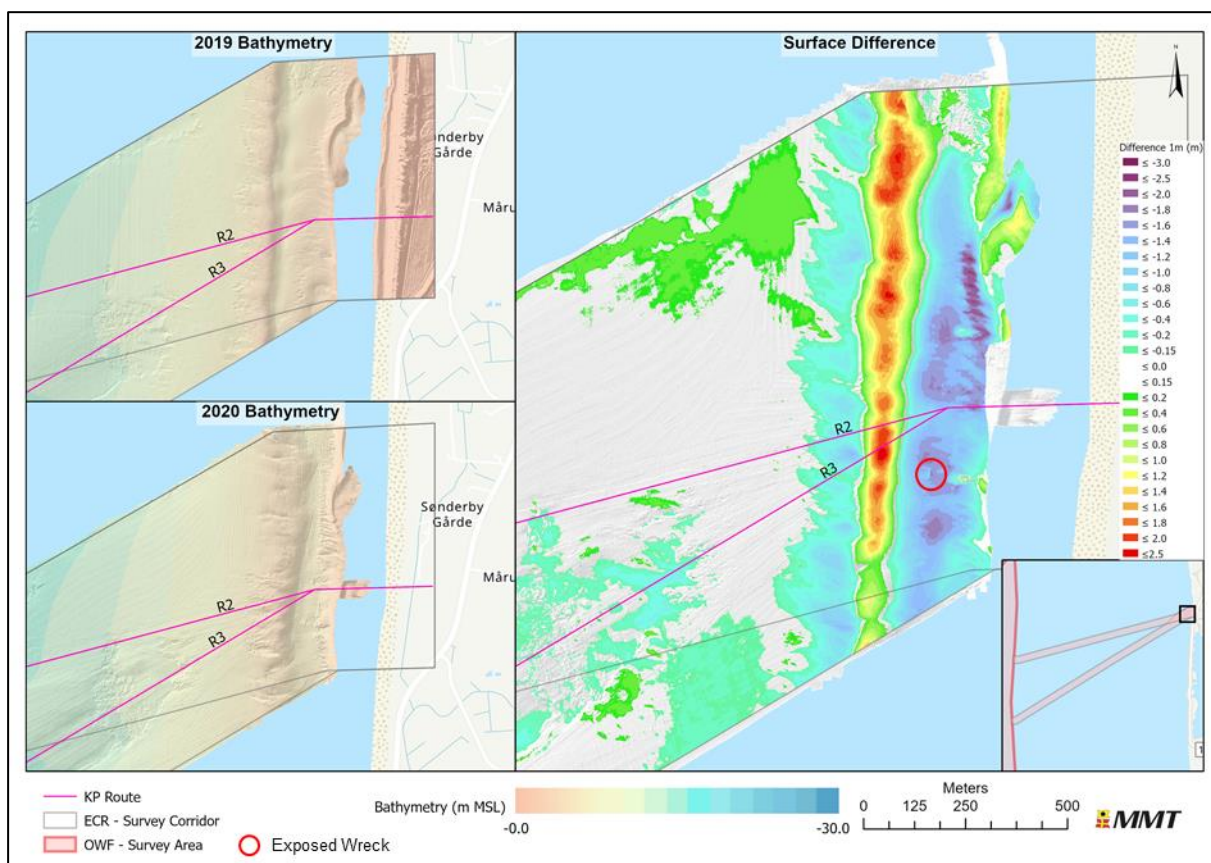 2019 Bathymetry
Sønderby
Gårde
Måru
R2
R3
2020 Bathymetry
Sønderby
Gårde
Måru
R2
R3
Surface Difference
N
R2
R3
Difference 1m (m)
≤ -3.0
≤ -2.5
≤ -2.0
≤ -1.8
≤ -1.6
≤ -1.4
≤ -1.2
≤ -1.0
≤ -0.8
≤ -0.6
≤ -0.4
≤ -0.2
≤ -0.15
≤ 0.0
≤ 0.15
≤ 0.2
≤ 0.4
≤ 0.6
≤ 0.8
≤ 1.0
≤ 1.2
≤ 1.4
≤ 1.6
≤ 1.8
≤ 2.0
≤2.5
1
KP Route
ECR - Survey Corridor
OWF - Survey Area
Exposed Wreck
Bathymetry (m MSL)
-0.0
-30.0
Meters
0 125 250 500
MMT